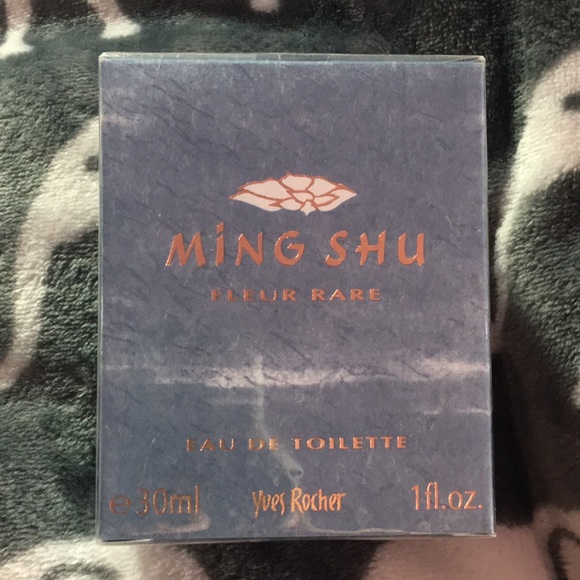 MiNG SHU
FLEUR RARE
EAU DE TOILETTE
℮30ml Yves Rocher 1fl.oz.